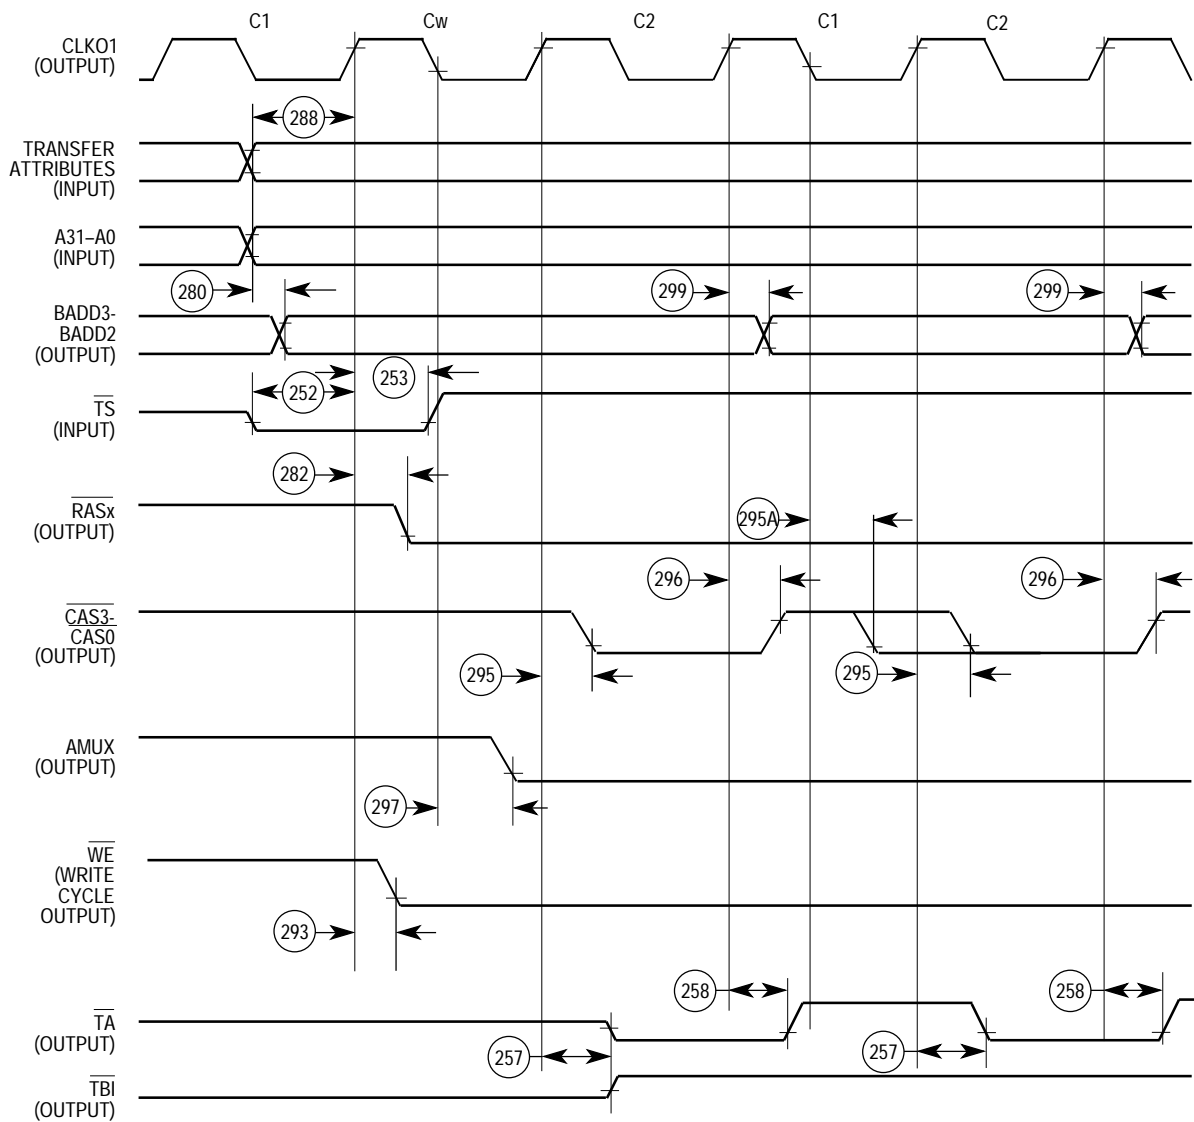 C1 Cw C2 C1 C2
CLKO1
(OUTPUT)
288
TRANSFER
ATTRIBUTES
(INPUT)
A31–A0
(INPUT)
280 299 299
BADD3-
BADD2
(OUTPUT)
252 253
TS
(INPUT)
282
RASx
(OUTPUT)
295A
296 296
CAS3-
CAS0
(OUTPUT)
295 295
AMUX
(OUTPUT)
297
WE
(WRITE
CYCLE
OUTPUT)
293
258 258
TA
(OUTPUT)
257 257
TBI
(OUTPUT)